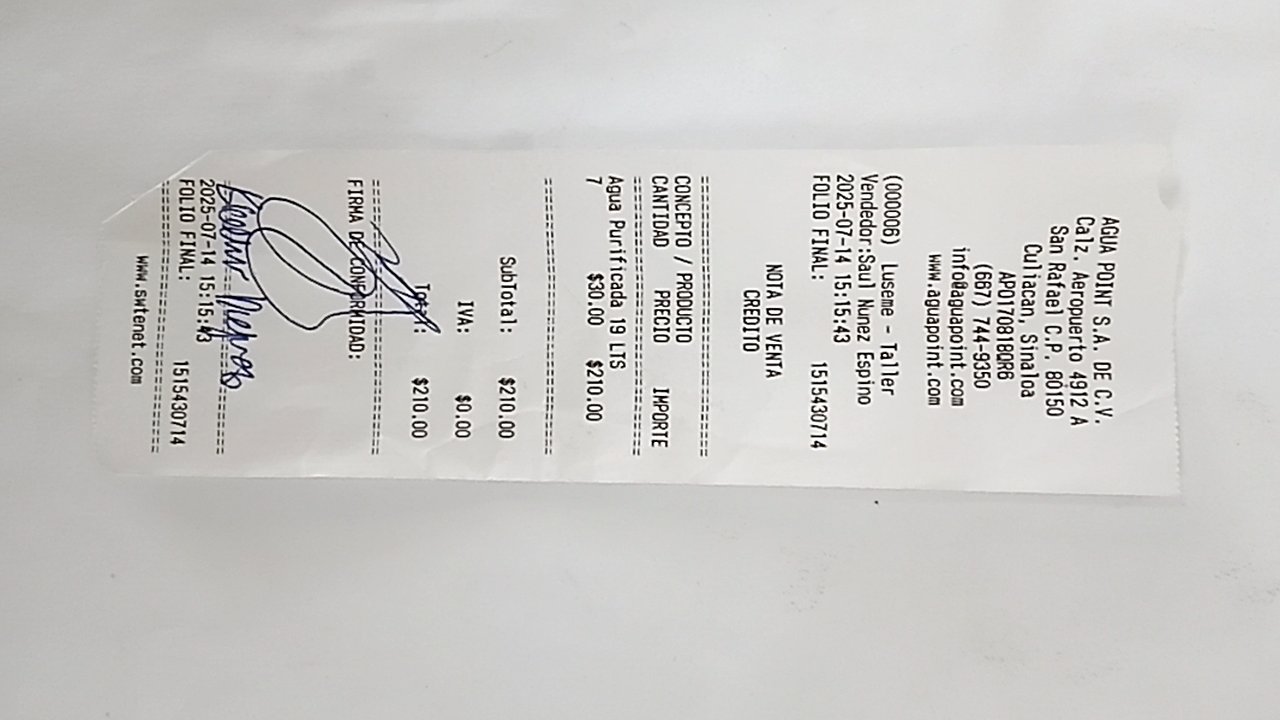 AGUA POINT S.A. DE C.V.
Calz. Aeropuerto 4912 A
San Rafael C.P. 80150
Culiacan, Sinaloa
APO170818QR6
(667) 744-9350
info@aguapoint.com
www.aguapoint.com
(000006) Luseme - Taller
Vendedor:Saul Nunez Espino
2025-07-14 15:15:43
FOLIO FINAL: 1515430714
NOTA DE VENTA
CREDITO
CONCEPTO / PRODUCTO
CANTIDAD PRECIO IMPORTE
Agua Purificada 19 LTS
7 $30.00 $210.00
SubTotal: $210.00
IVA: $0.00
Total: $210.00
FIRMA DE CONFORMIDAD:
2025-07-14 15:15:43
FOLIO FINAL: 1515430714
www.swtenet.com